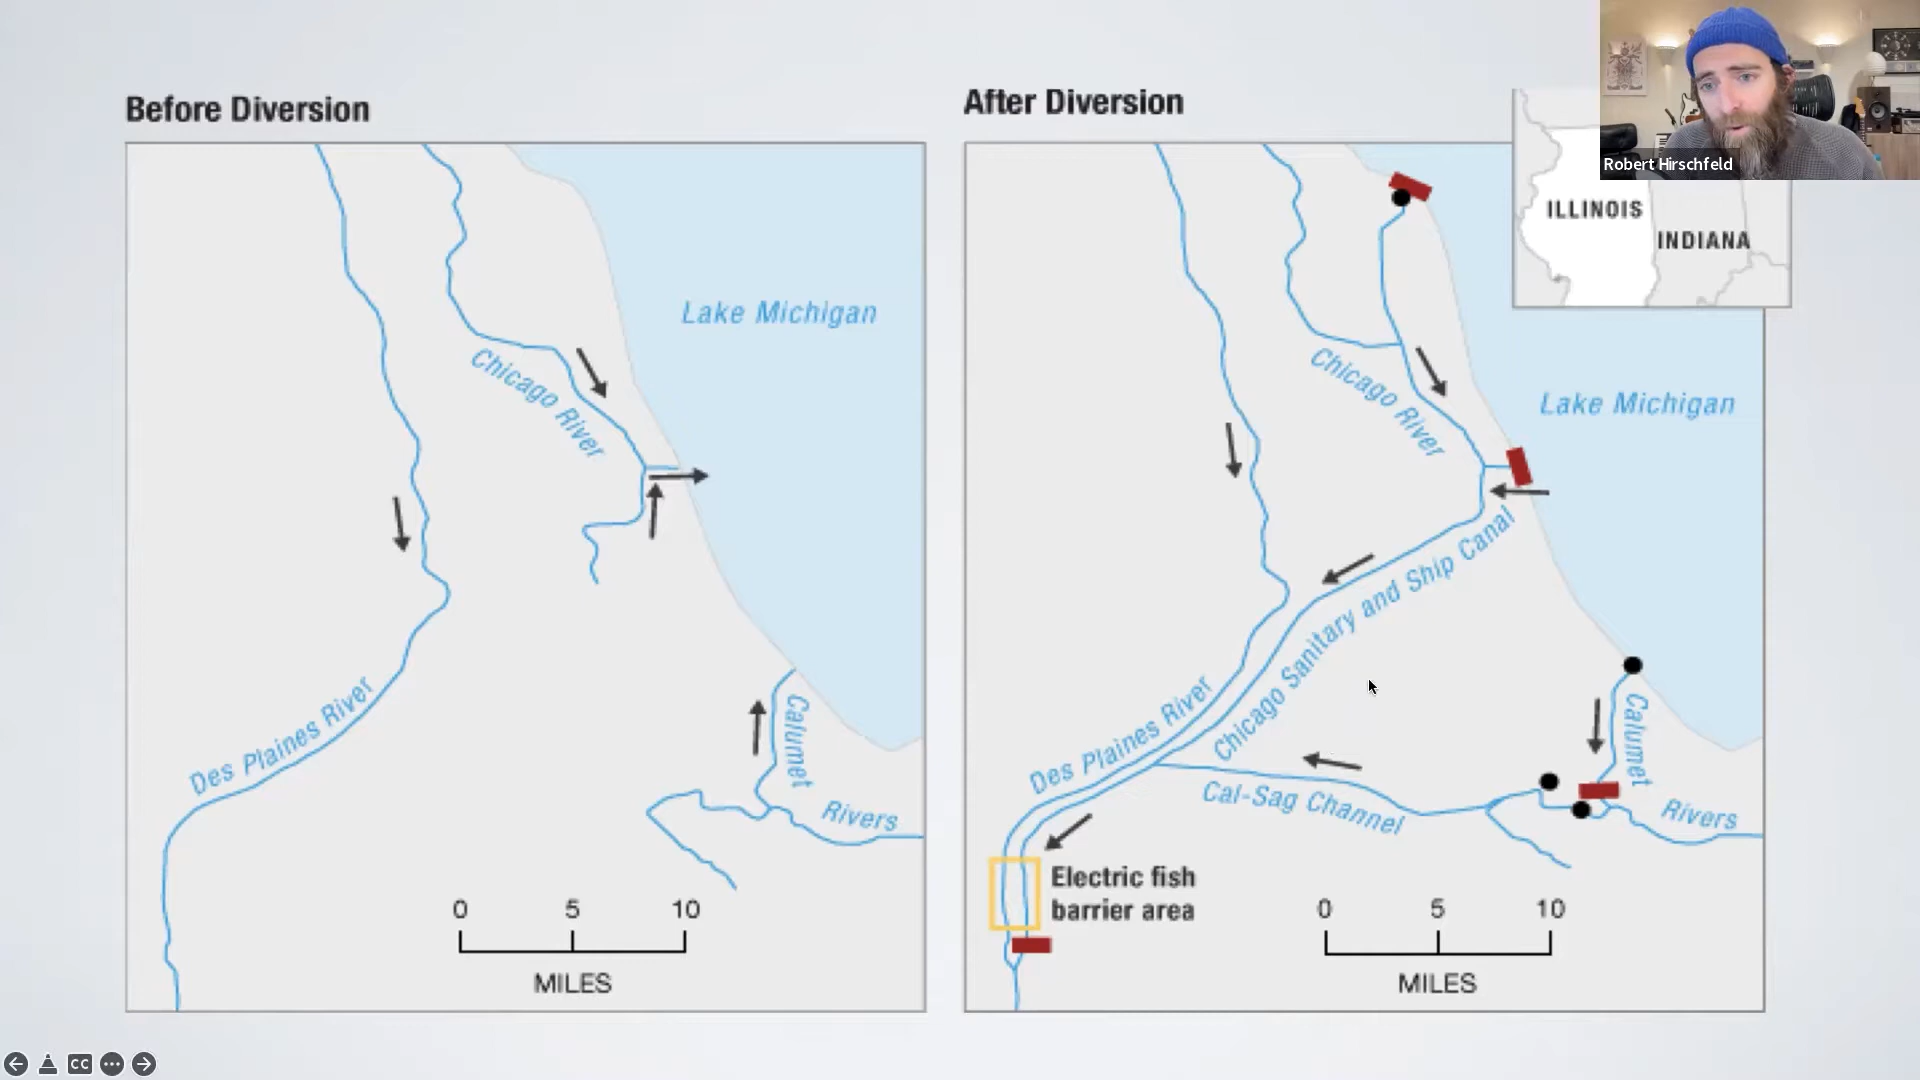 Before Diversion
Lake Michigan
Chicago River
Des Plaines River
Calumet
Rivers
0 5 10
MILES
After Diversion
ILLINOIS
INDIANA
Lake Michigan
Chicago River
Chicago Sanitary and Ship Canal
Des Plaines River
Cal-Sag Channel
Calumet
Rivers
Electric fish
barrier area
0 5 10
MILES
Robert Hirschfeld
CC